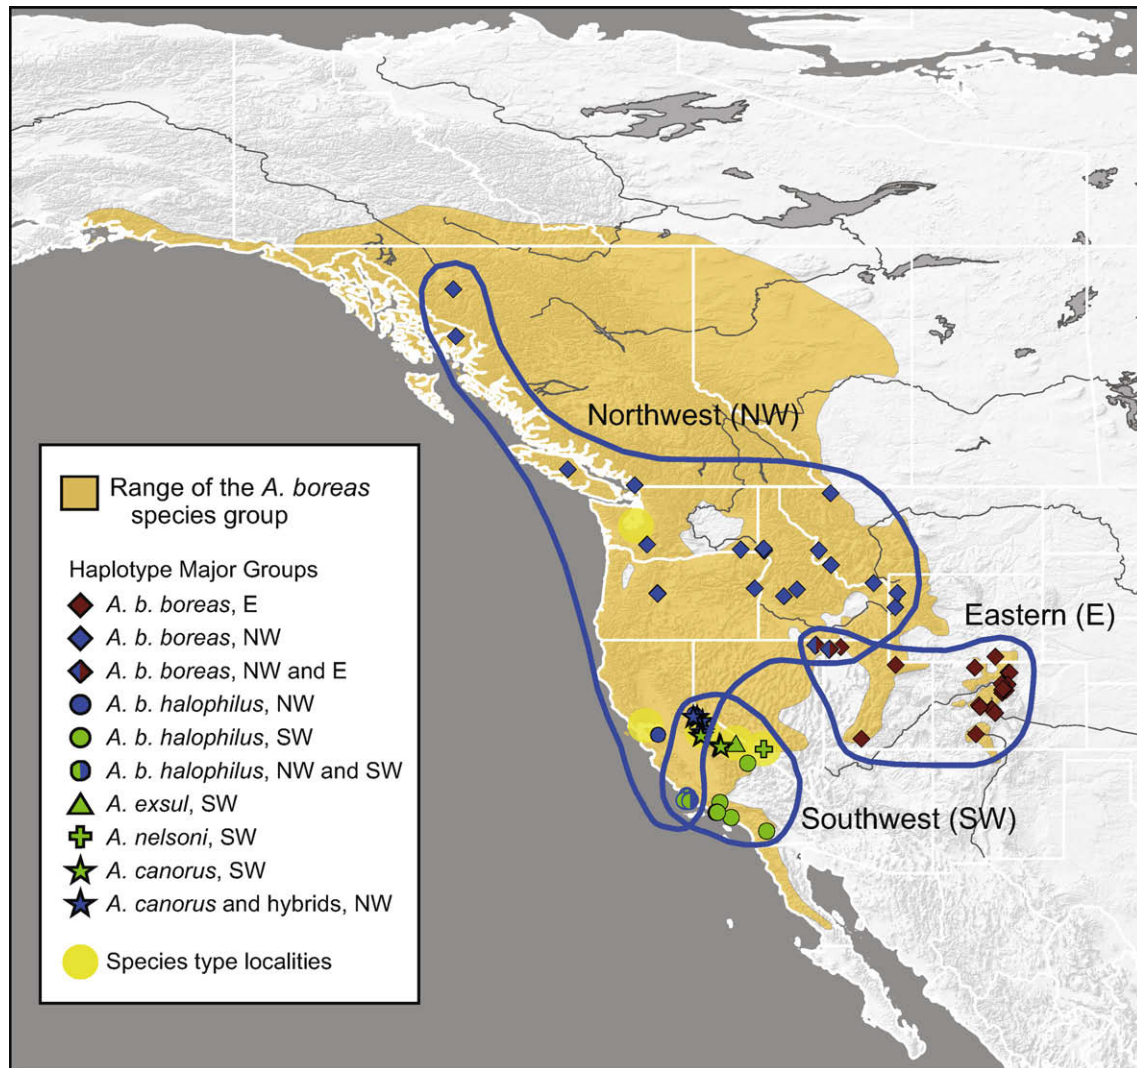 Northwest (NW)
Eastern (E)
Southwest (SW)
Range of the A. boreas
species group
Haplotype Major Groups
A. b. boreas, E
A. b. boreas, NW
A. b. boreas, NW and E
A. b. halophilus, NW
A. b. halophilus, SW
A. b. halophilus, NW and SW
A. exsul, SW
A. nelsoni, SW
A. canorus, SW
A. canorus and hybrids, NW
Species type localities